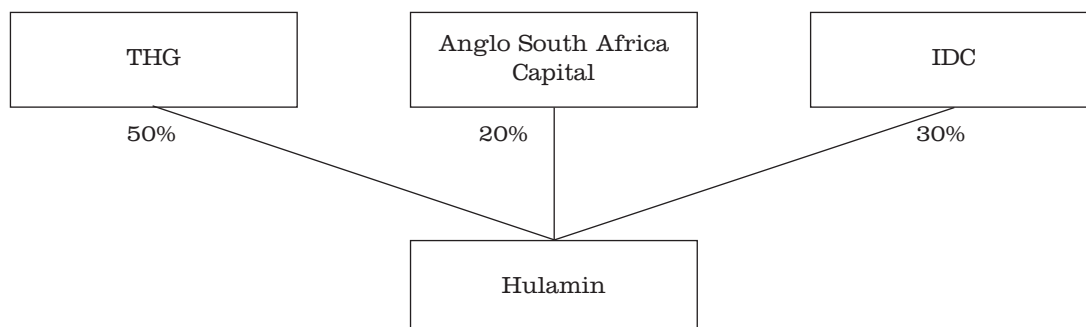 THG
Anglo South Africa
Capital
IDC
50%
20%
30%
Hulamin